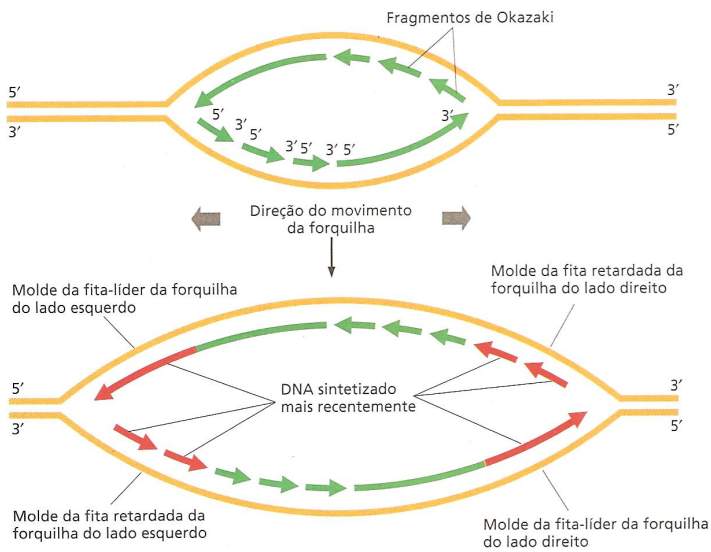 Fragmentos de Okazaki
5′
3′
3′
5′
5′
3′
5′
3′ 5′
3′ 5′
3′
Direção do movimento
da forquilha
Molde da fita-líder da forquilha
do lado esquerdo
Molde da fita retardada da
forquilha do lado direito
5′
3′
DNA sintetizado
mais recentemente
3′
5′
Molde da fita retardada da
forquilha do lado esquerdo
Molde da fita-líder da forquilha
do lado direito